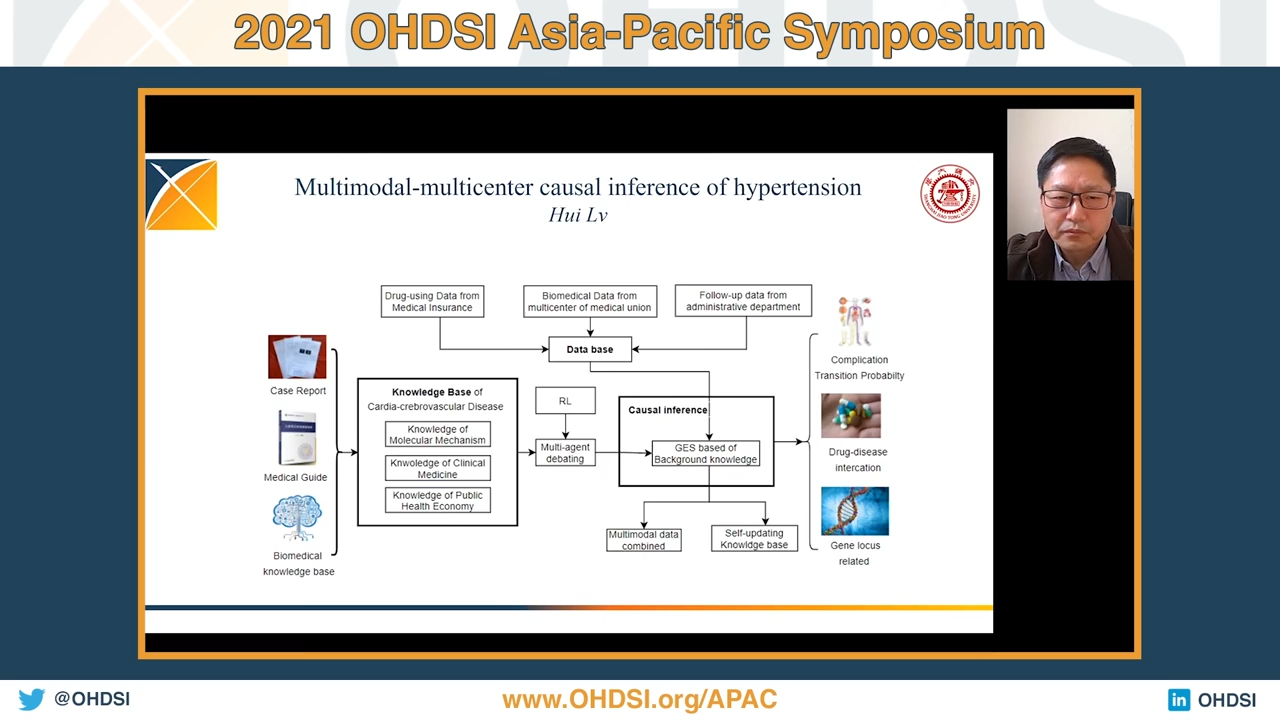 2021 OHDSI Asia-Pacific Symposium
Multimodal-multicenter causal inference of hypertension
Hui Lv
Drug-using Data from
Medical Insurance
Biomedical Data from
multicenter of medical union
Follow-up data from
administrative department
Data base
Case Report
Medical Guide
Biomedical
knowledge base
Knowledge Base of
Cardia-crebrovascular Disease
Knowledge of
Molecular Mechanism
Knwoledge of Clinical
Medicine
Knowledge of Public
Health Economy
RL
Multi-agent
debating
Causal inference
GES based of
Background knowledge
Multimodal data
combined
Self-updating
Knowldge base
Complication
Transition Probabilty
Drug-disease
intercation
Gene locus
related
@OHDSI
www.OHDSI.org/APAC
in OHDSI